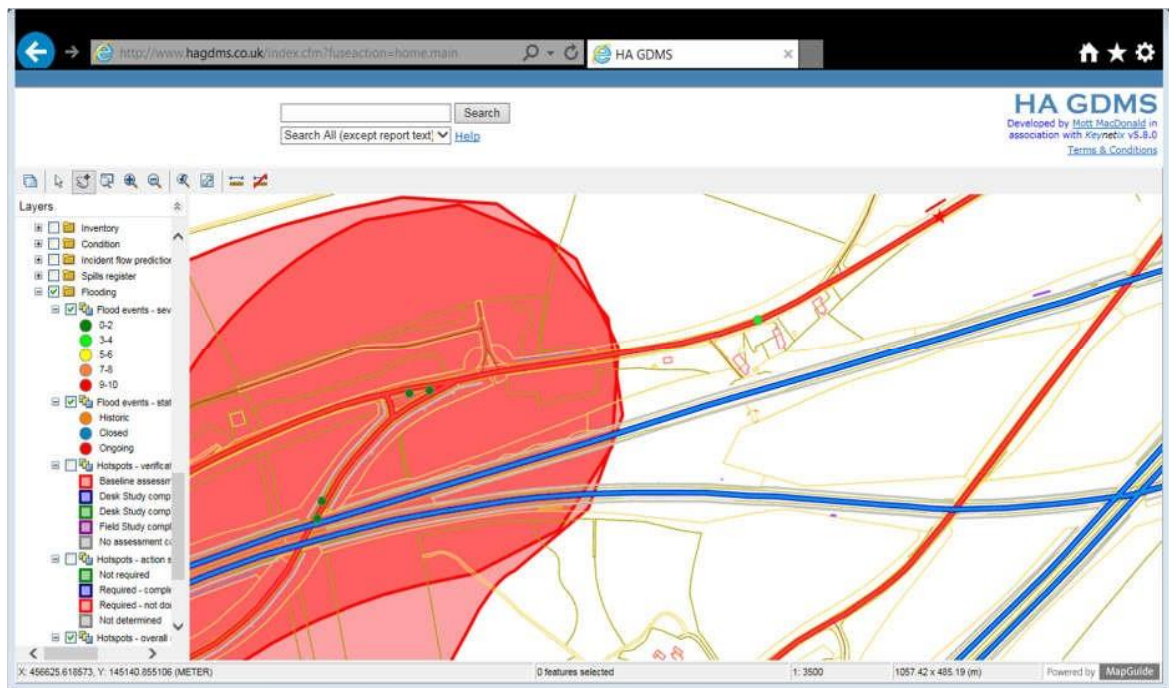 http://www.hagdms.co.uk/index.cfm?fuseaction=home.main
HA GDMS
Search
HA GDMS
Developed by Mott MacDonald in
association with Keynetix v5.8.0
Terms & Conditions
Search All (except report text)
Help
Layers
Inventory
Condition
Incident flow prediction
Spills register
Flooding
Flood events - sev
0-2
3-4
5-6
7-8
9-10
Flood events - stat
Historic
Closed
Ongoing
Hotspots - verificat
Baseline assessm
Desk Study comp
Desk Study comp
Field Study compl
No assessment co
Hotspots - action s
Not required
Required - comple
Required - not do
Not determined
Hotspots - overall
X: 456625.618573, Y: 145140.855106 (METER)
0 features selected
1: 3500
1057.42 x 485.19 (m)
Powered by MapGuide